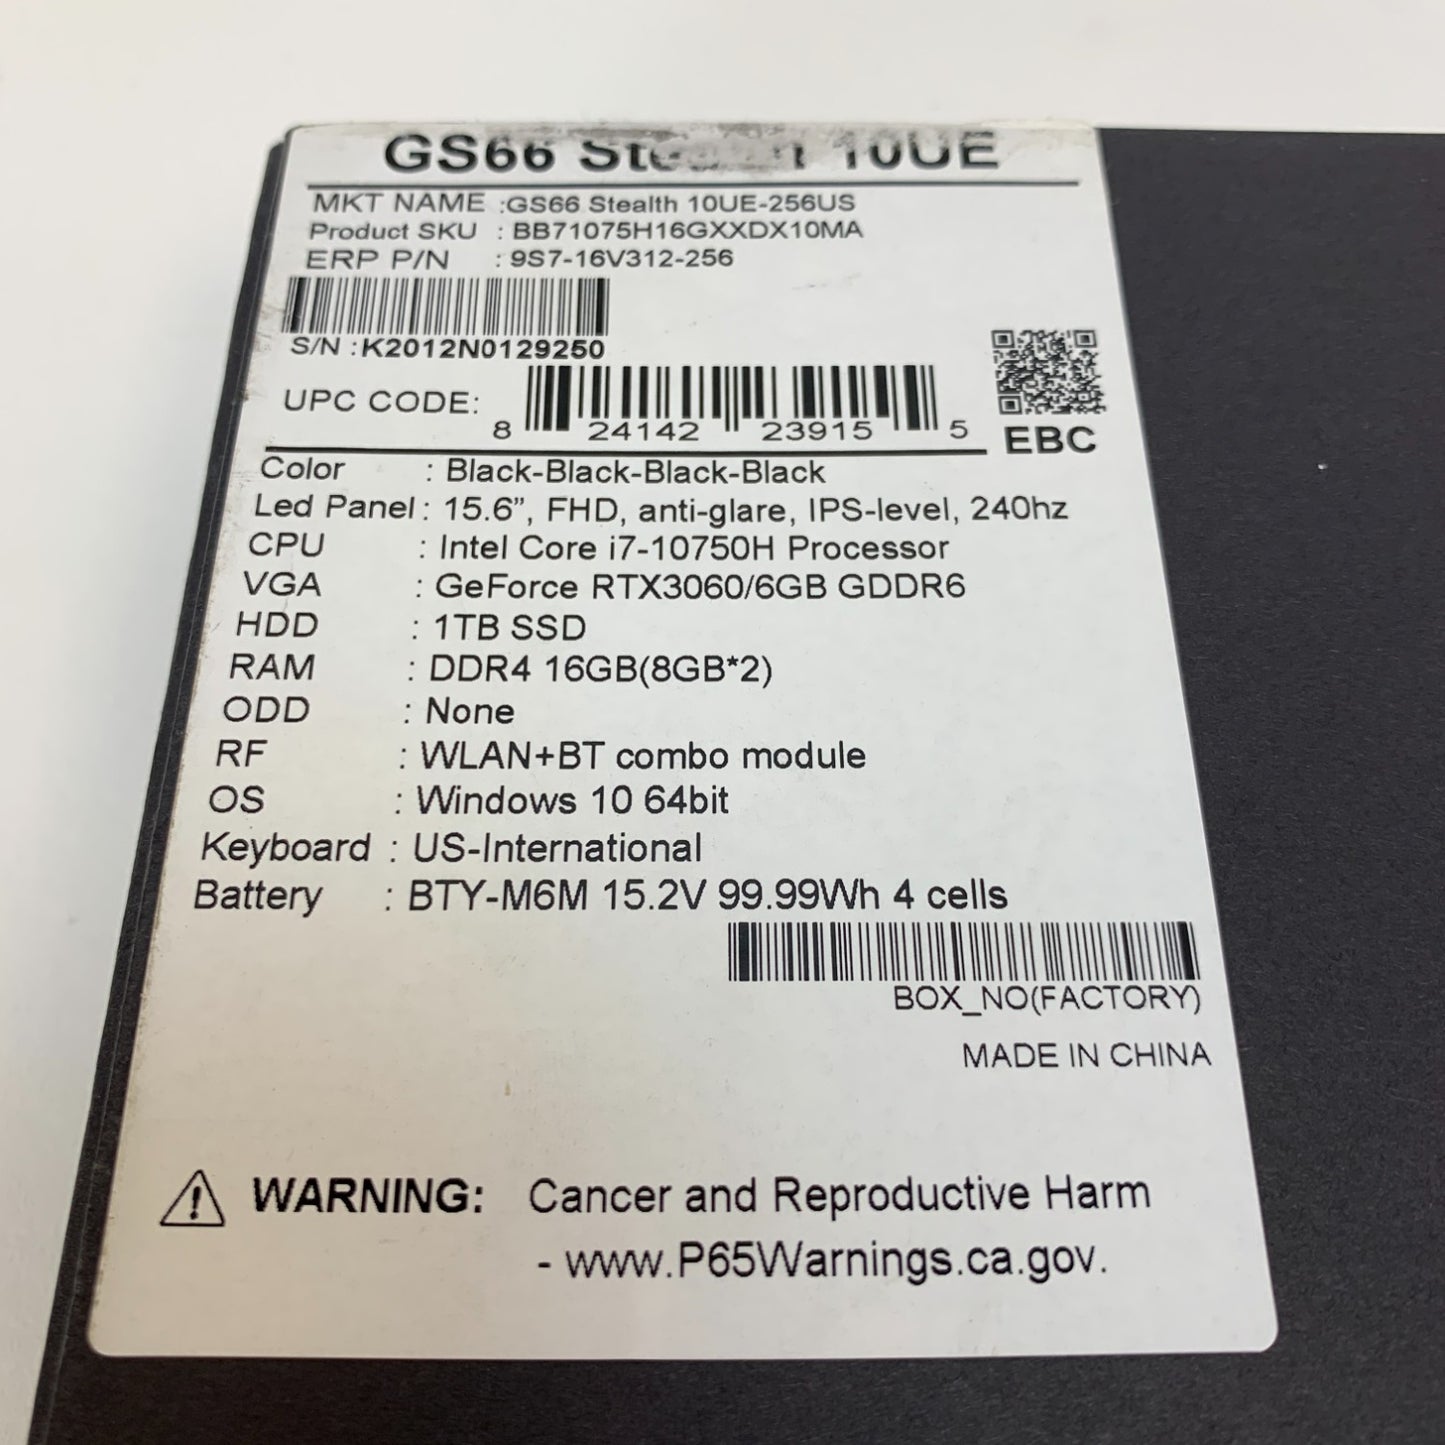 GS66 Stealth 10UE
MKT NAME :GS66 Stealth 10UE-256US
Product SKU : BB71075H16GXXDX10MA
ERP P/N : 9S7-16V312-256
S/N :K2012N0129250
UPC CODE: 8 24142 23915 5
EBC
Color : Black-Black-Black-Black
Led Panel : 15.6”, FHD, anti-glare, IPS-level, 240hz
CPU : Intel Core i7-10750H Processor
VGA : GeForce RTX3060/6GB GDDR6
HDD : 1TB SSD
RAM : DDR4 16GB(8GB*2)
ODD : None
RF : WLAN+BT combo module
OS : Windows 10 64bit
Keyboard : US-International
Battery : BTY-M6M 15.2V 99.99Wh 4 cells
BOX_NO(FACTORY)
MADE IN CHINA
WARNING: Cancer and Reproductive Harm
- www.P65Warnings.ca.gov.